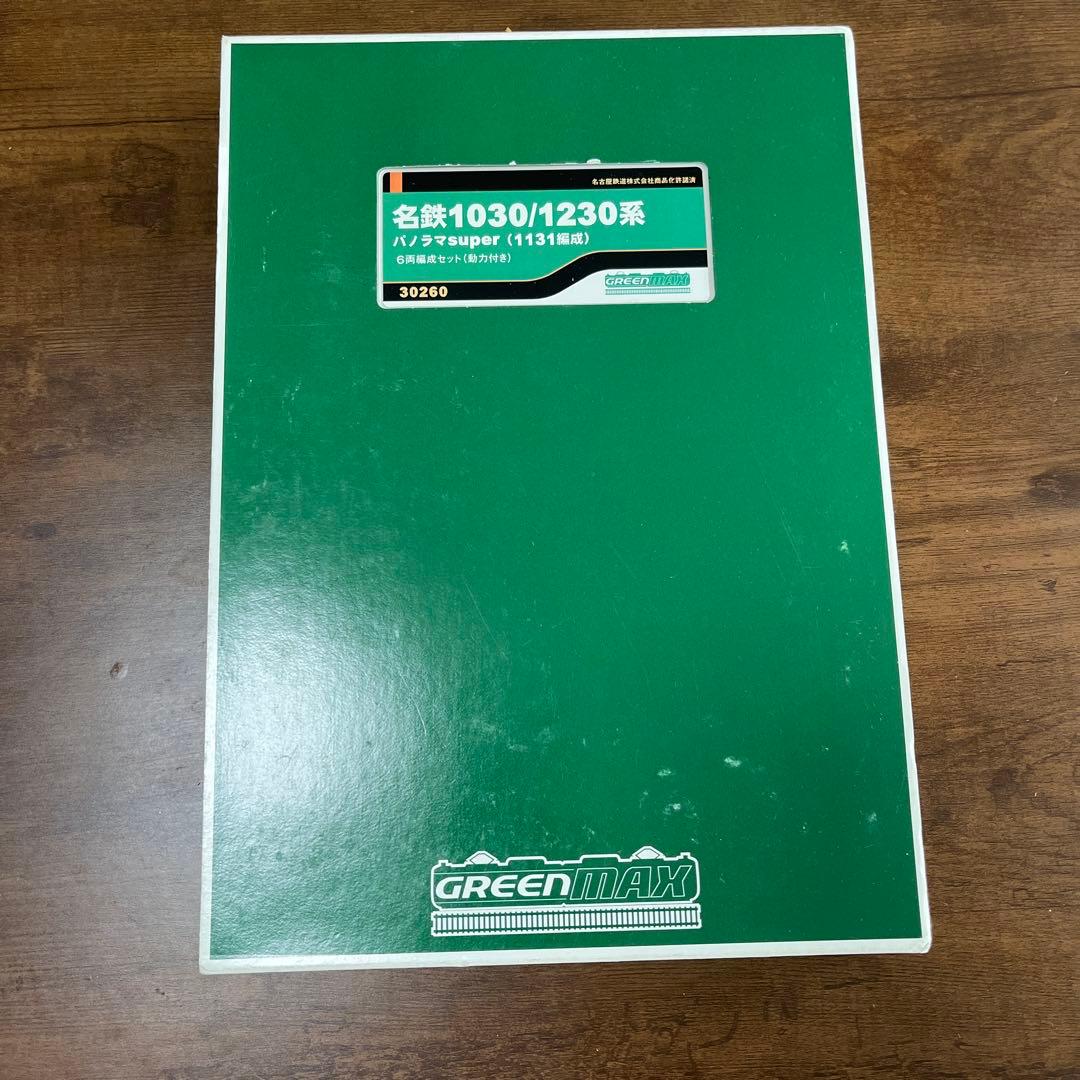 名古屋鉄道株式会社商品化許諾済
名鉄1030/1230系
パノラマsuper（1131編成）
6両編成セット（動力付き）
30260
GREENMAX
GREENMAX